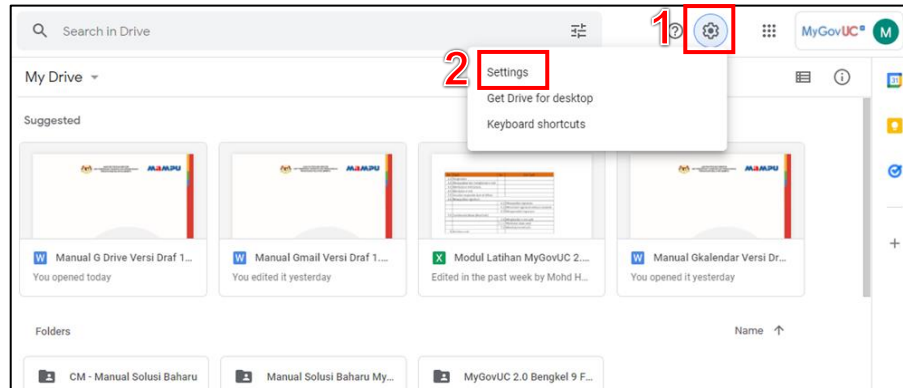 Search in Drive
1
MyGovUC
M
My Drive
2
Settings
Get Drive for desktop
Keyboard shortcuts
Suggested
MAMPU
MAMPU
MAMPU
W Manual G Drive Versi Draf 1...
You opened today
W Manual Gmail Versi Draf 1....
You edited it yesterday
X Modul Latihan MyGovUC 2....
Edited in the past week by Mohd H...
W Manual Gkalendar Versi Dr...
You opened it yesterday
Folders
Name
CM - Manual Solusi Baharu
Manual Solusi Baharu My...
MyGovUC 2.0 Bengkel 9 F...